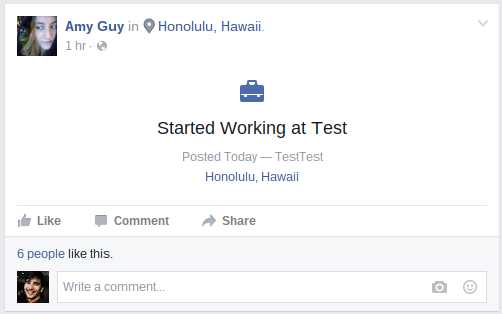 Amy Guy in Honolulu, Hawaii.
1 hr ·
Started Working at Test
Posted Today — TestTest
Honolulu, Hawaii
Like Comment Share
6 people like this.
Write a comment...